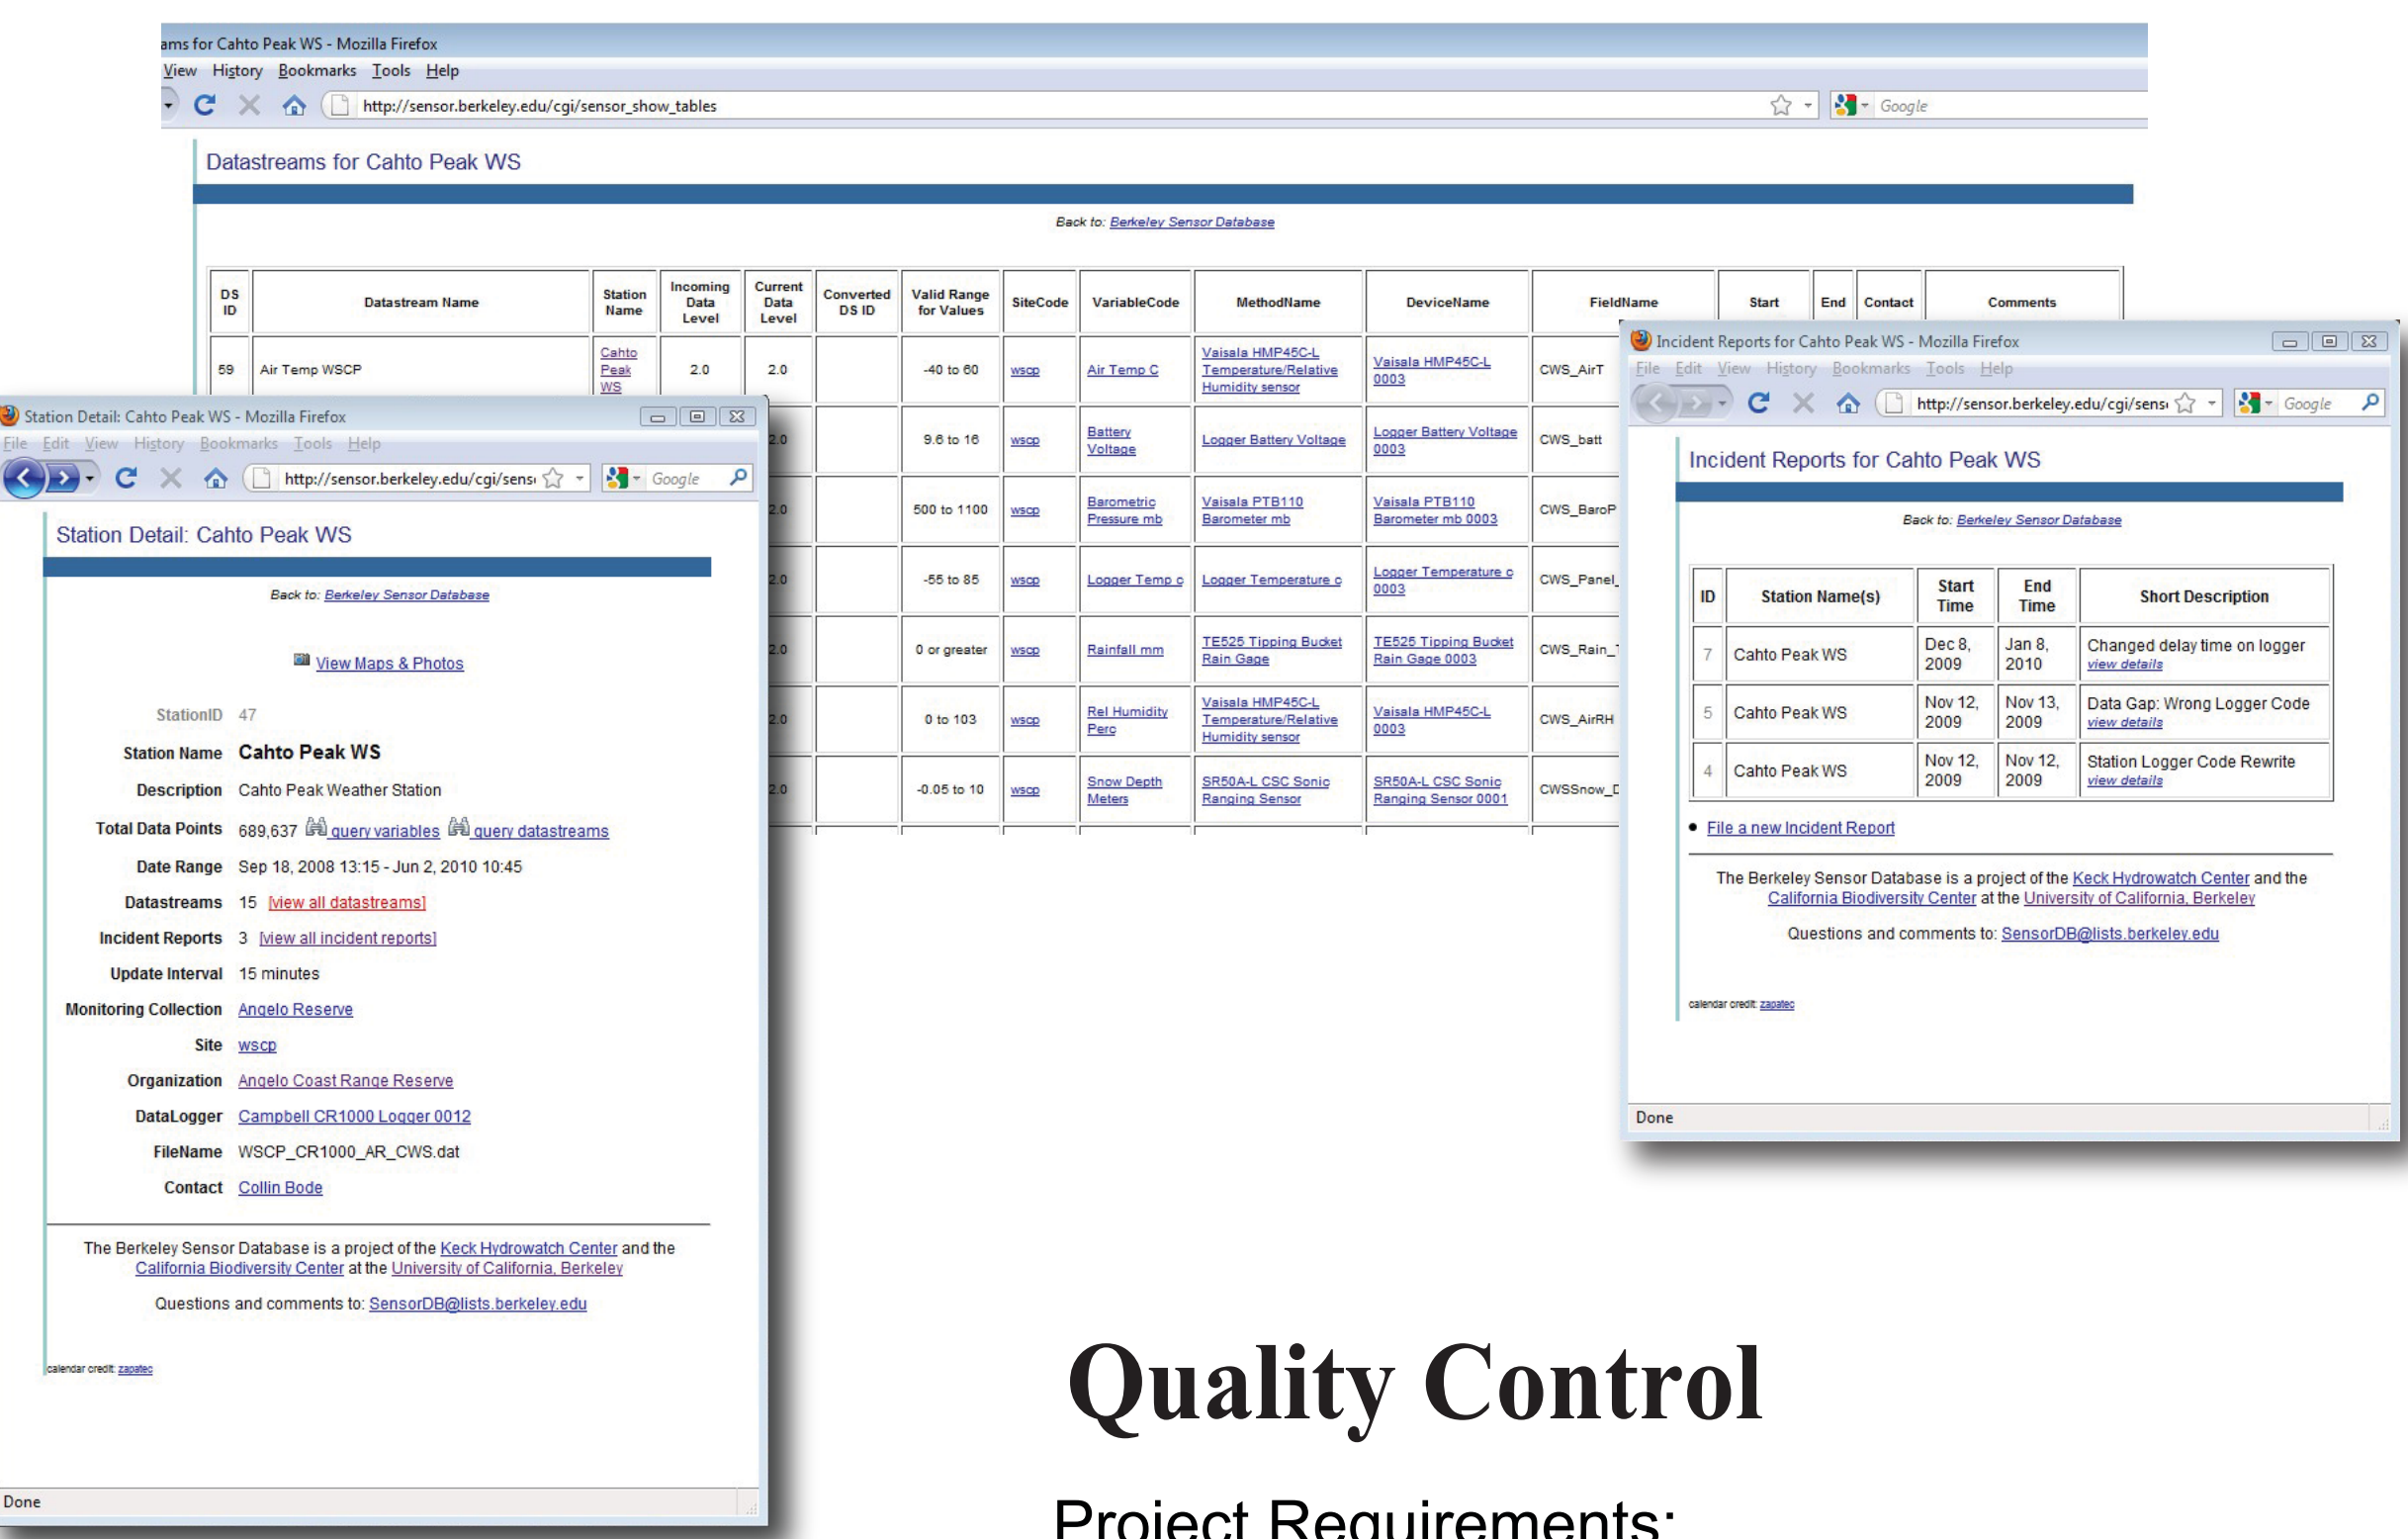 ams for Cahto Peak WS - Mozilla Firefox
View History Bookmarks Tools Help
http://sensor.berkeley.edu/cgi/sensor_show_tables
Google
Datastreams for Cahto Peak WS
Back to: Berkeley Sensor Database
DS ID Datastream Name Station Name Incoming Data Level Current Data Level Converted DS ID Valid Range for Values SiteCode VariableCode MethodName DeviceName FieldName Start End Contact Comments
59 Air Temp WSCP Cahto Peak WS 2.0 2.0 -40 to 60 wscp Air Temp C Vaisala HMP45C-L Temperature/Relative Humidity sensor Vaisala HMP45C-L 0003 CWS_AirT
2.0 9.6 to 16 wscp Battery Voltage Logger Battery Voltage Logger Battery Voltage 0003 CWS_batt
2.0 500 to 1100 wscp Barometric Pressure mb Vaisala PTB110 Barometer mb Vaisala PTB110 Barometer mb 0003 CWS_BaroP
2.0 -55 to 85 wscp Logger Temp c Logger Temperature c Logger Temperature c 0003 CWS_Panel_
2.0 0 or greater wscp Rainfall mm TE525 Tipping Bucket Rain Gage TE525 Tipping Bucket Rain Gage 0003 CWS_Rain_
2.0 0 to 103 wscp Rel Humidity Perc Vaisala HMP45C-L Temperature/Relative Humidity sensor Vaisala HMP45C-L 0003 CWS_AirRH
2.0 -0.05 to 10 wscp Snow Depth Meters SR50A-L CSC Sonic Ranging Sensor SR50A-L CSC Sonic Ranging Sensor 0001 CWSSnow_
Station Detail: Cahto Peak WS - Mozilla Firefox
File Edit View History Bookmarks Tools Help
http://sensor.berkeley.edu/cgi/sens
Google
Station Detail: Cahto Peak WS
Back to: Berkeley Sensor Database
View Maps & Photos
StationID 47
Station Name Cahto Peak WS
Description Cahto Peak Weather Station
Total Data Points 689,637 query variables query datastreams
Date Range Sep 18, 2008 13:15 - Jun 2, 2010 10:45
Datastreams 15 [view all datastreams]
Incident Reports 3 [view all incident reports]
Update Interval 15 minutes
Monitoring Collection Angelo Reserve
Site wscp
Organization Angelo Coast Range Reserve
DataLogger Campbell CR1000 Logger 0012
FileName WSCP_CR1000_AR_CWS.dat
Contact Collin Bode
The Berkeley Sensor Database is a project of the Keck Hydrowatch Center and the
California Biodiversity Center at the University of California, Berkeley
Questions and comments to: SensorDB@lists.berkeley.edu
calendar credit: zapatec
Done
Incident Reports for Cahto Peak WS - Mozilla Firefox
File Edit View History Bookmarks Tools Help
http://sensor.berkeley.edu/cgi/sens
Google
Incident Reports for Cahto Peak WS
Back to: Berkeley Sensor Database
ID Station Name(s) Start Time End Time Short Description
7 Cahto Peak WS Dec 8, 2009 Jan 8, 2010 Changed delay time on logger view details
5 Cahto Peak WS Nov 12, 2009 Nov 13, 2009 Data Gap: Wrong Logger Code view details
4 Cahto Peak WS Nov 12, 2009 Nov 12, 2009 Station Logger Code Rewrite view details
• File a new Incident Report
The Berkeley Sensor Database is a project of the Keck Hydrowatch Center and the
California Biodiversity Center at the University of California, Berkeley
Questions and comments to: SensorDB@lists.berkeley.edu
calendar credit: zapatec
Done
Quality Control
Project Requirements: